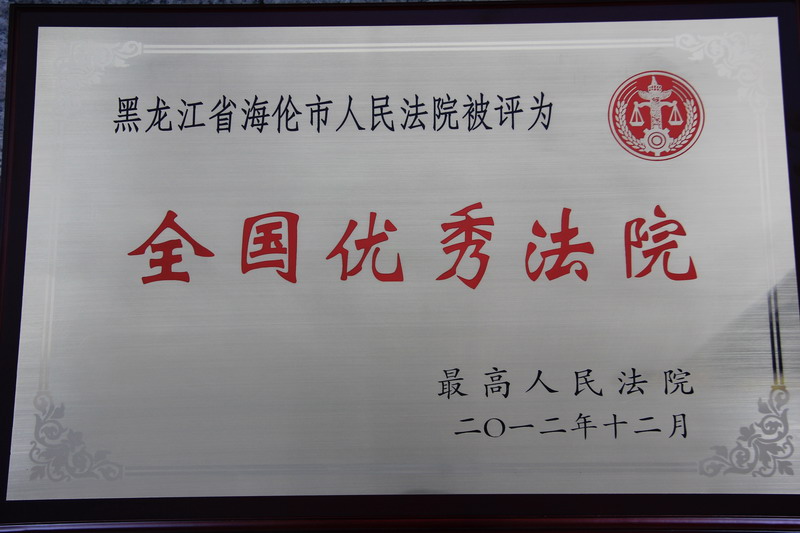 黑龙江省海伦市人民法院被评为
全国优秀法院
最高人民法院
二〇一二年十二月